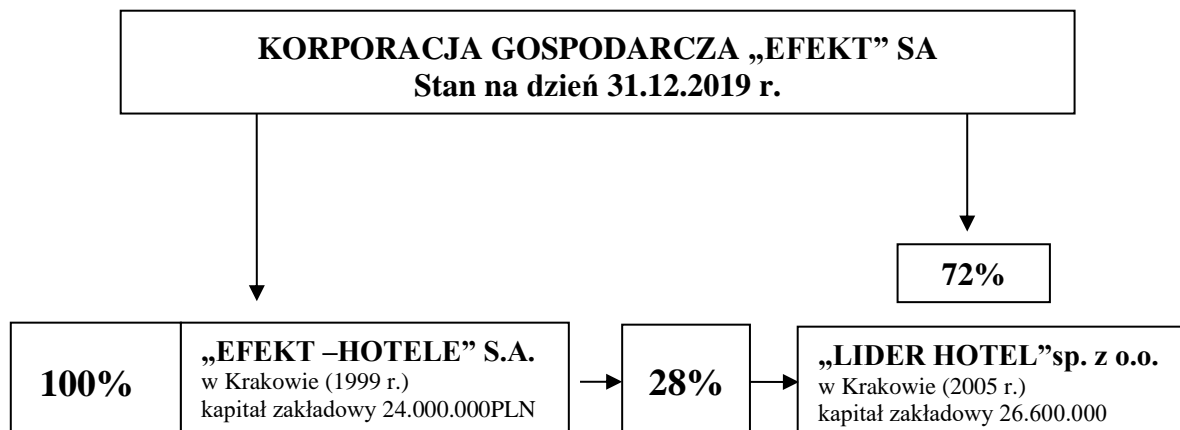 KORPORACJA GOSPODARCZA „EFEKT” SA
Stan na dzień 31.12.2019 r.
72%
100%
„EFEKT –HOTELE” S.A.
w Krakowie (1999 r.)
kapitał zakładowy 24.000.000PLN
28%
„LIDER HOTEL”sp. z o.o.
w Krakowie (2005 r.)
kapitał zakładowy 26.600.000